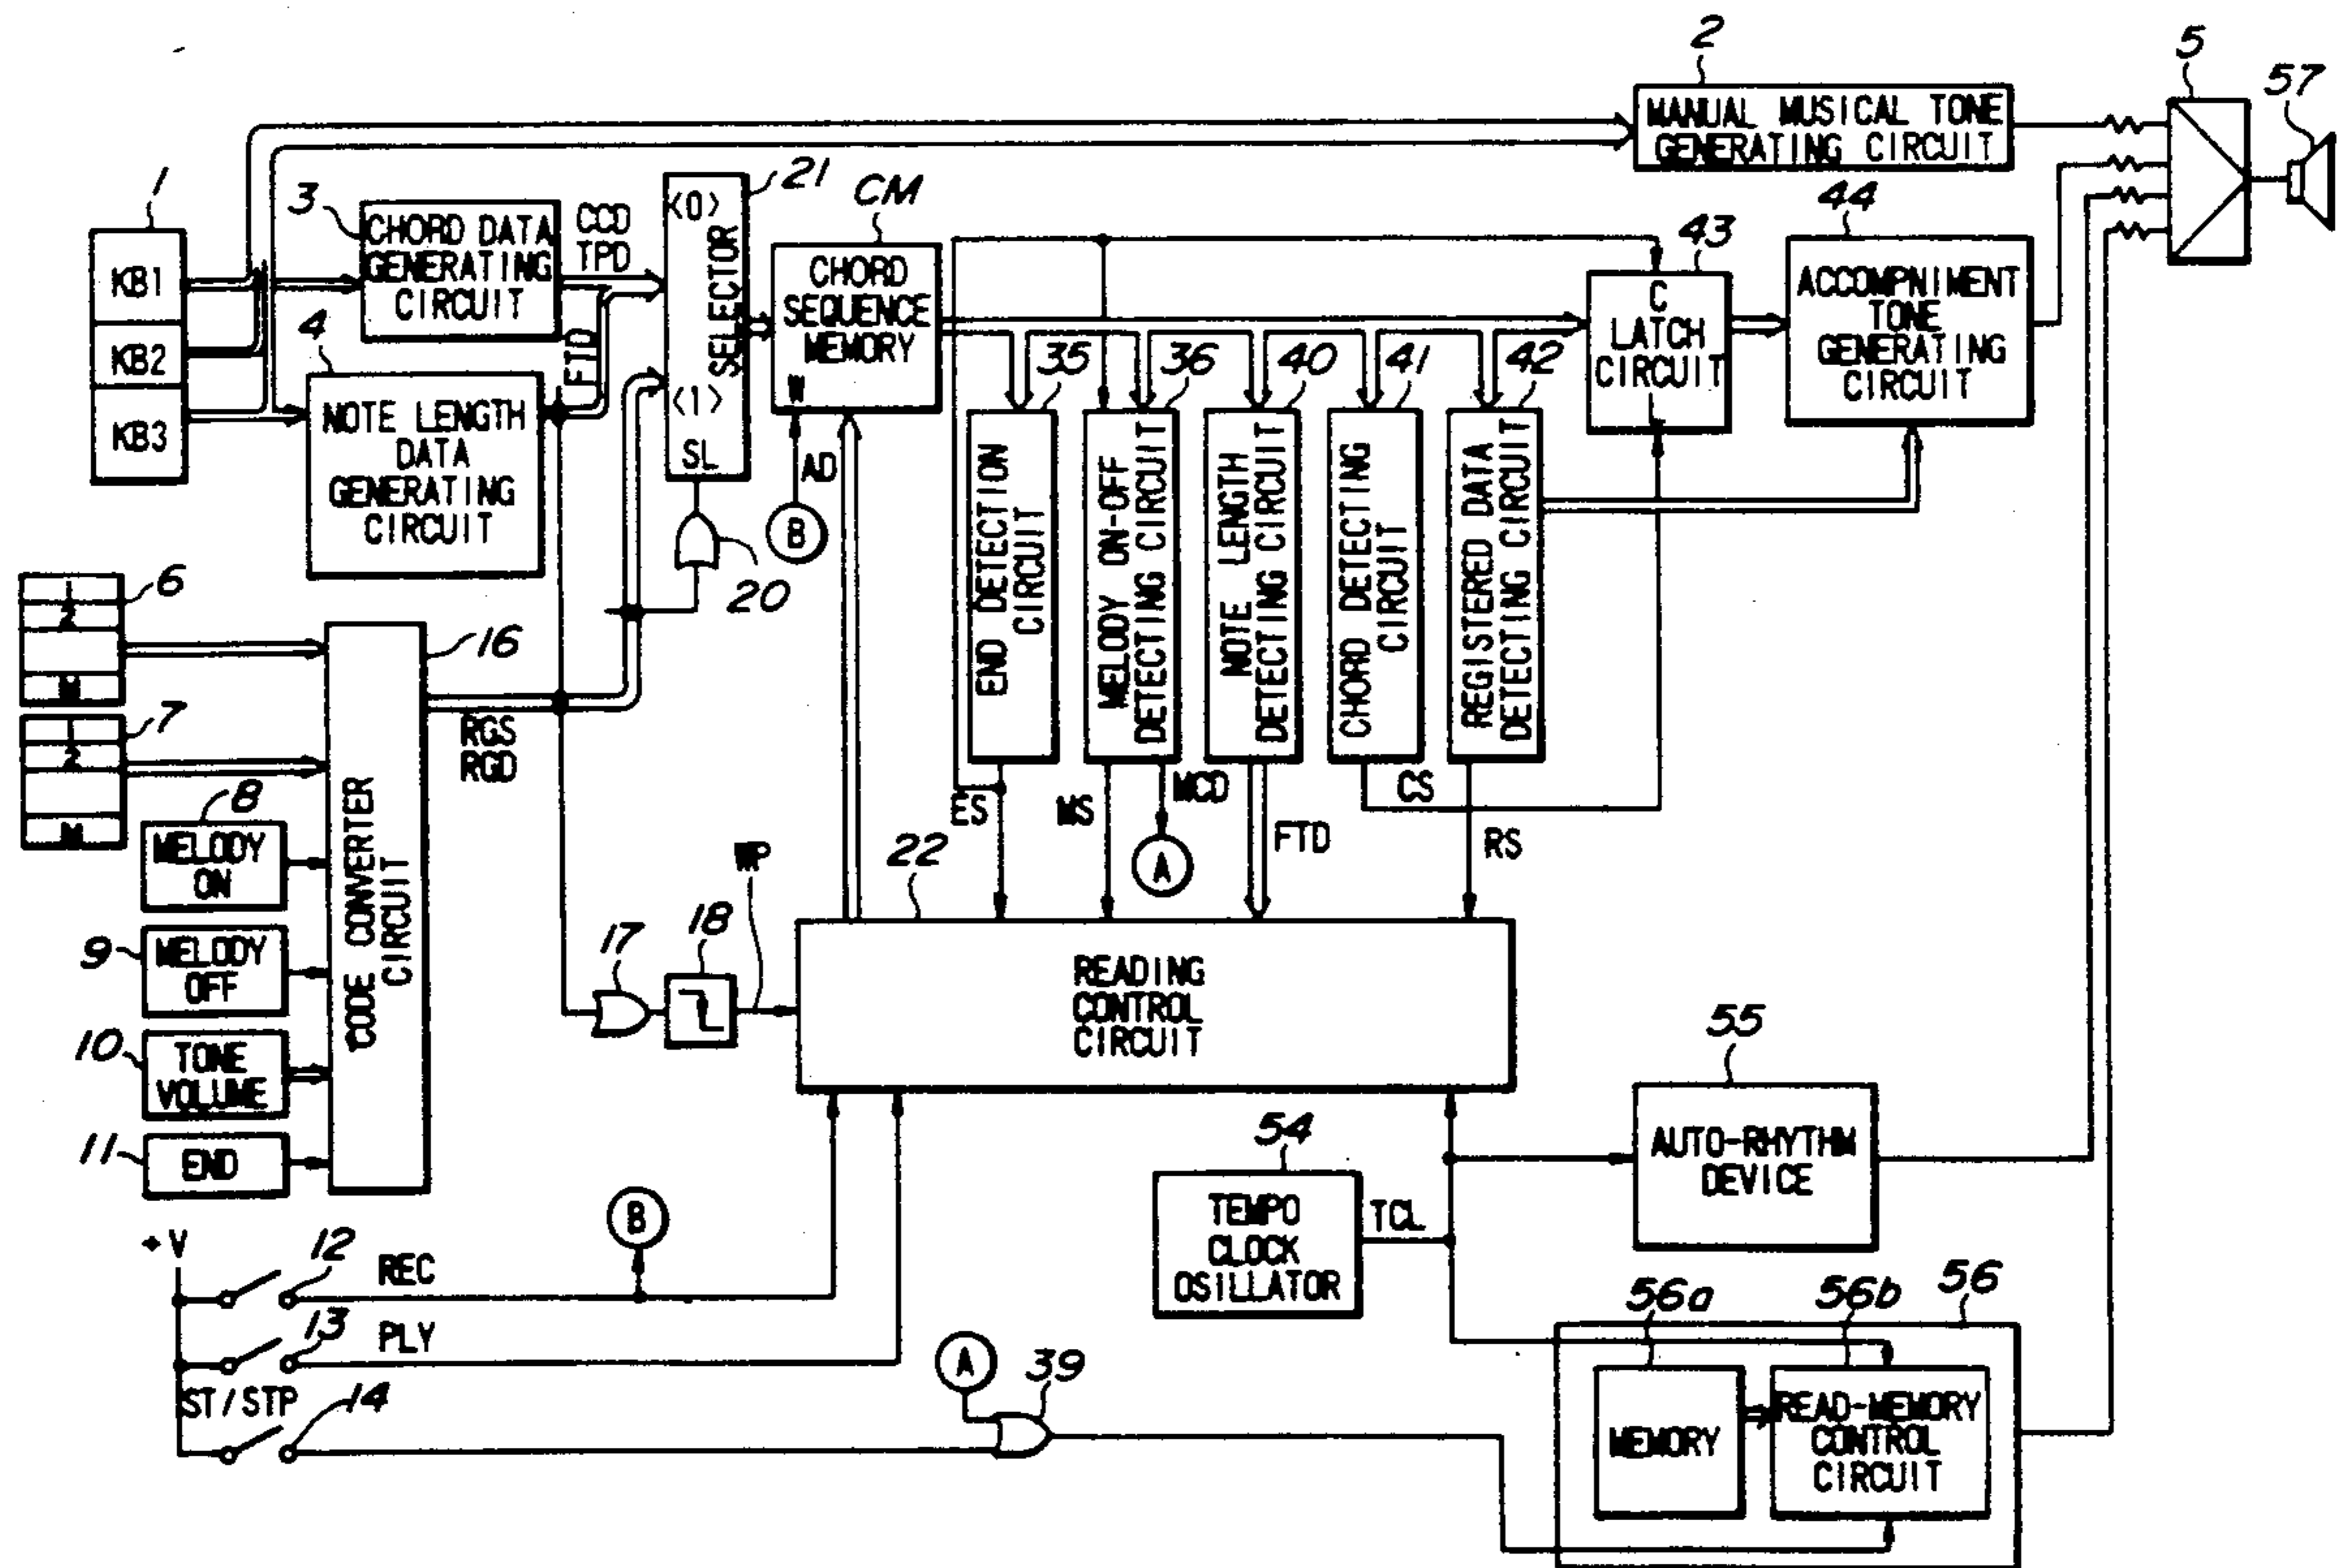 2
5
57
MANUAL MUSICAL TONE
GENERATING CIRCUIT
1
3
21
CM
43
44
KB1
KB2
KB3
CHORD DATA
GENERATING
CIRCUIT
CCD
TPD
FTD
<0>
SELECTOR
<1>
SL
CHORD
SEQUENCE
MEMORY
W
AD
B
20
C
LATCH
CIRCUIT
L
ACCOMPNIMENT
TONE
GENERATING
CIRCUIT
4
NOTE LENGTH
DATA
GENERATING
CIRCUIT
35
36
40
41
42
END DETECTION
CIRCUIT
MELODY ON-OFF
DETECTING CIRCUIT
NOTE LENGTH
DETECTING CIRCUIT
CHORD DETECTING
CIRCUIT
REGISTERED DATA
DETECTING CIRCUIT
6
1
2
M
7
1
2
M
16
CODE CONVERTER
CIRCUIT
RGS
RGD
8
MELODY
ON
9
MELODY
OFF
10
TONE
VOLUME
11
END
ES
MS
MCD
A
FTD
CS
RS
17
18
WP
22
READING
CONTROL
CIRCUIT
54
TEMPO
CLOCK
OSILLATOR
TCL
55
AUTO-RHYTHM
DEVICE
+V
12
REC
B
13
PLY
ST/STP
14
A
39
56a
56b
56
MEMORY
READ-MEMORY
CONTROL
CIRCUIT